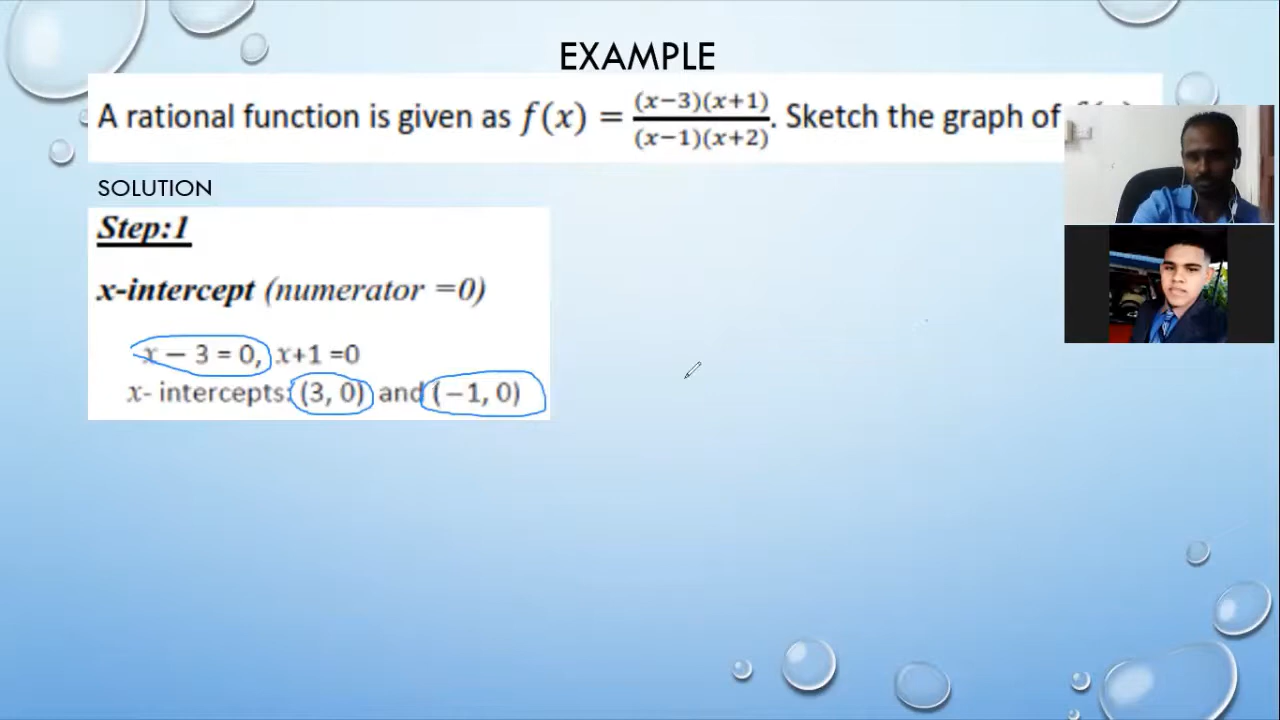 EXAMPLE
A rational function is given as f(x) = \frac{(x−3)(x+1)}{(x−1)(x+2)}. Sketch the graph of
SOLUTION
Step:1
x-intercept (numerator =0)
x − 3 = 0, x+1 =0
x- intercepts: (3, 0) and (−1, 0)